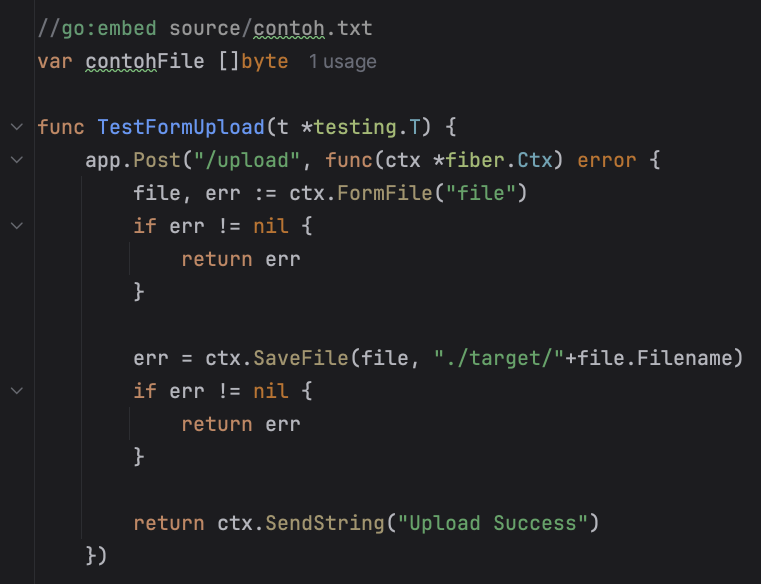 //go:embed source/contoh.txt
var contohFile []byte 1 usage
func TestFormUpload(t *testing.T) {
app.Post("/upload", func(ctx *fiber.Ctx) error {
file, err := ctx.FormFile("file")
if err != nil {
return err
}
err = ctx.SaveFile(file, "./target/"+file.Filename)
if err != nil {
return err
}
return ctx.SendString("Upload Success")
})